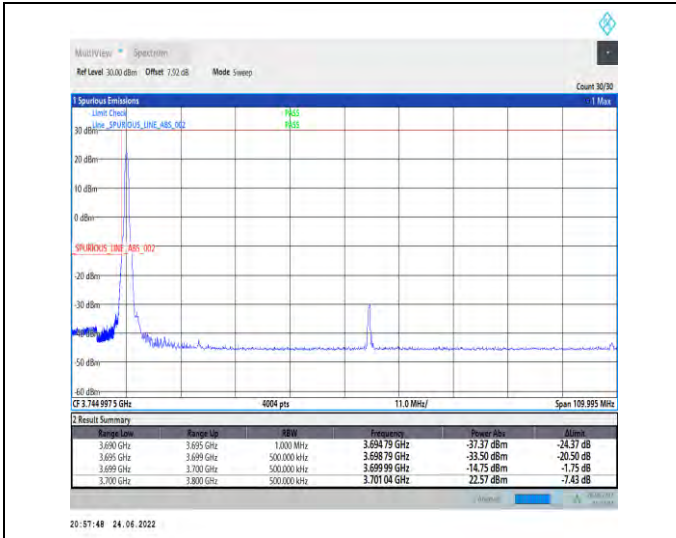 MultiView Spectrum
Ref Level 30.00 dBm Offset 7.92 dB Mode Sweep
Count 30/30
1 Spurious Emissions 1 Max
Limit Check PASS
Line _SPURIOUS_LINE_ABS_002 PASS
30 dBm
20 dBm
10 dBm
0 dBm
_SPURIOUS_LINE_ABS_002
-20 dBm
-30 dBm
-40 dBm
-50 dBm
-60 dBm
CF 3.744 997 5 GHz 4004 pts 11.0 MHz/ Span 109.995 MHz
2 Result Summary
Range Low Range Up RBW Frequency Power Abs ΔLimit
3.690 GHz 3.695 GHz 1.000 MHz 3.694 79 GHz -37.37 dBm -24.37 dB
3.695 GHz 3.699 GHz 500.000 kHz 3.698 79 GHz -33.50 dBm -20.50 dB
3.699 GHz 3.700 GHz 500.000 kHz 3.699 99 GHz -14.75 dBm -1.75 dB
3.700 GHz 3.800 GHz 500.000 kHz 3.701 04 GHz 22.57 dBm -7.43 dB
20:57:48 24.06.2022